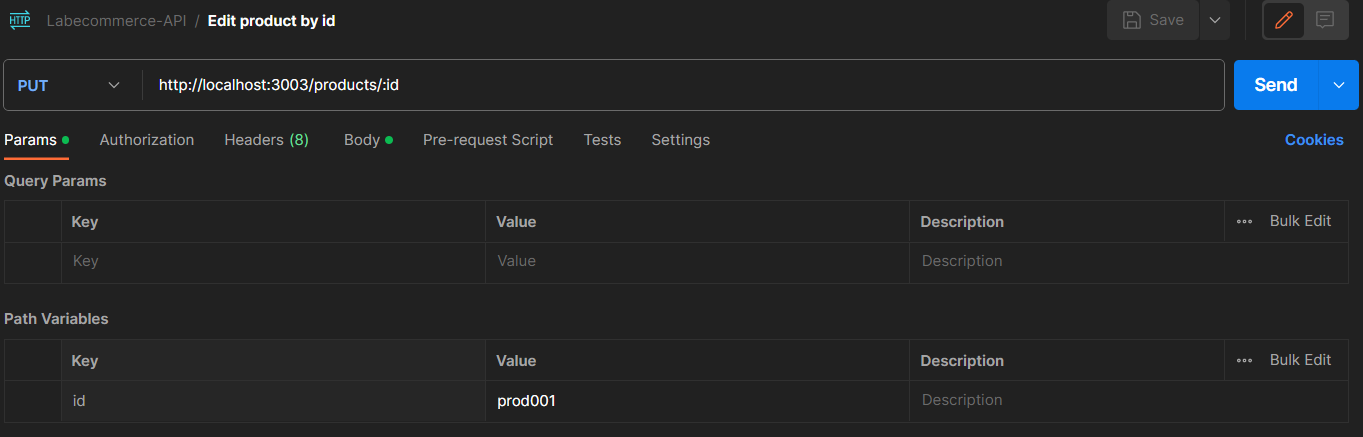 HTTP Labecommerce-API / Edit product by id Save
PUT http://localhost:3003/products/:id Send
Params Authorization Headers (8) Body Pre-request Script Tests Settings Cookies
Query Params
Key Value Description Bulk Edit
Key Value Description
Path Variables
Key Value Description Bulk Edit
id prod001 Description